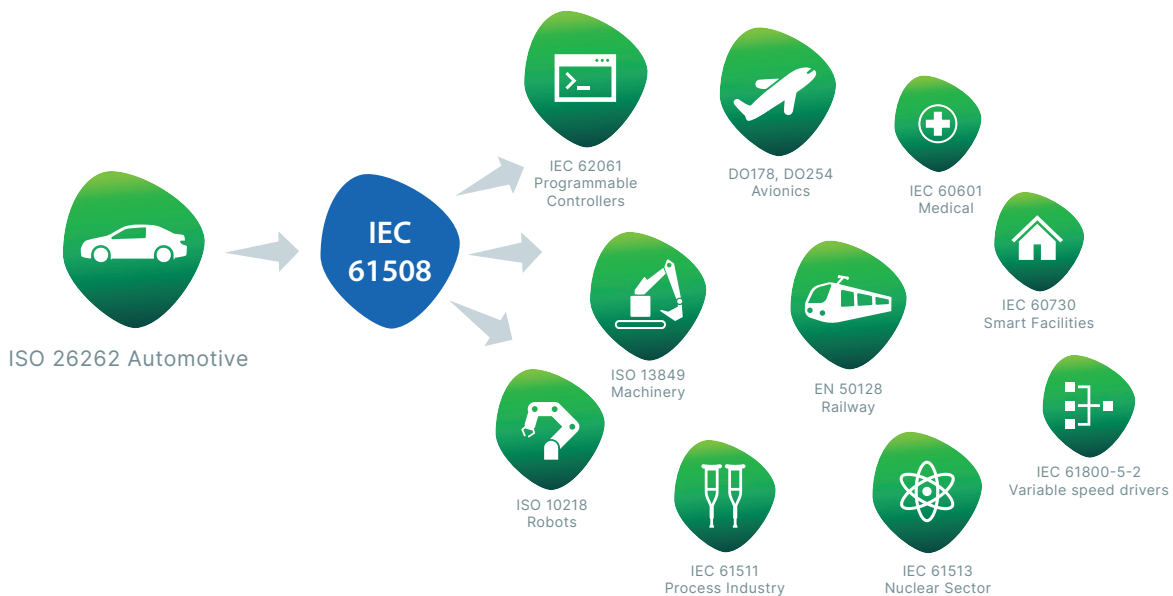 ISO 26262 Automotive
IEC
61508
IEC 62061
Programmable
Controllers
DO178, DO254
Avionics
IEC 60601
Medical
IEC 60730
Smart Facilities
ISO 13849
Machinery
EN 50128
Railway
IEC 61800-5-2
Variable speed drivers
ISO 10218
Robots
IEC 61511
Process Industry
IEC 61513
Nuclear Sector